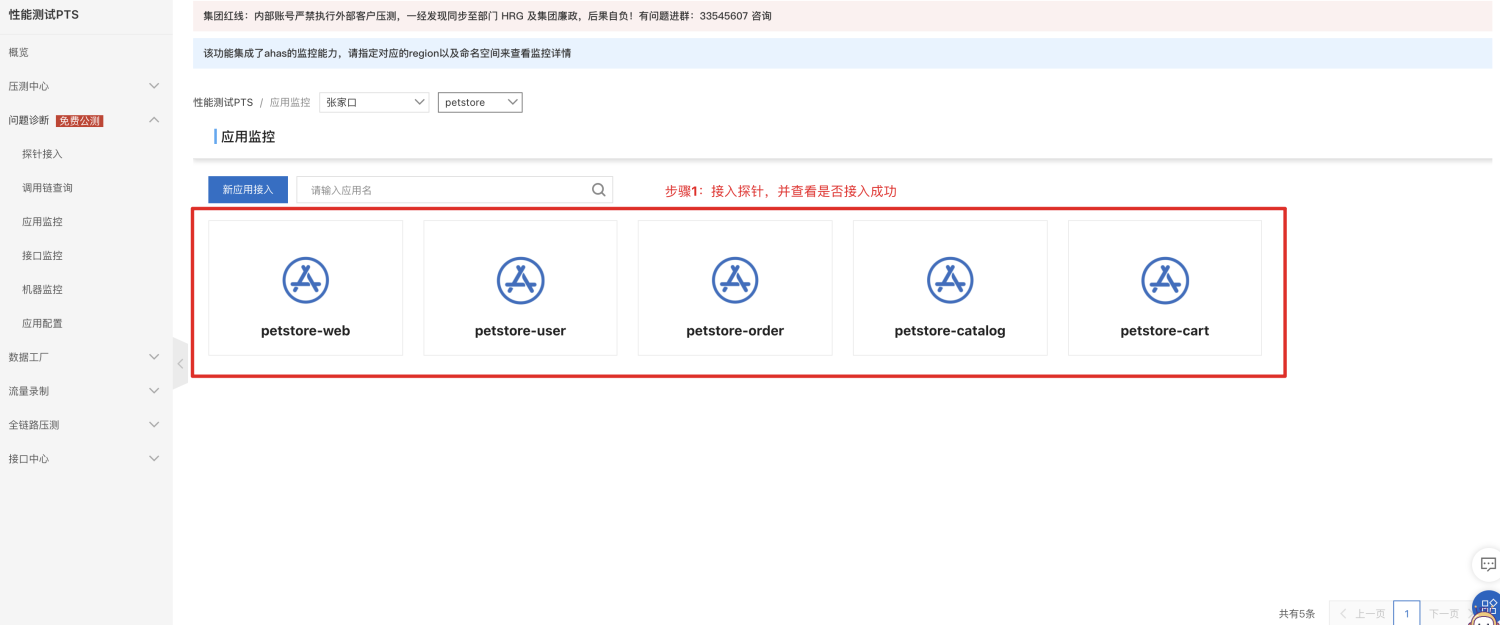 性能测试PTS
概览
压测中心
问题诊断 免费公测
探针接入
调用链查询
应用监控
接口监控
机器监控
应用配置
数据工厂
流量录制
全链路压测
接口中心
集团红线：内部账号严禁执行外部客户压测，一经发现同步至部门 HRG 及集团廉政，后果自负！有问题进群：33545607 咨询
该功能集成了ahas的监控能力，请指定对应的region以及命名空间来查看监控详情
性能测试PTS / 应用监控 张家口 petstore
应用监控
新应用接入 请输入应用名 步骤1：接入探针，并查看是否接入成功
petstore-web petstore-user petstore-order petstore-catalog petstore-cart
共有5条 上一页 1 下一页